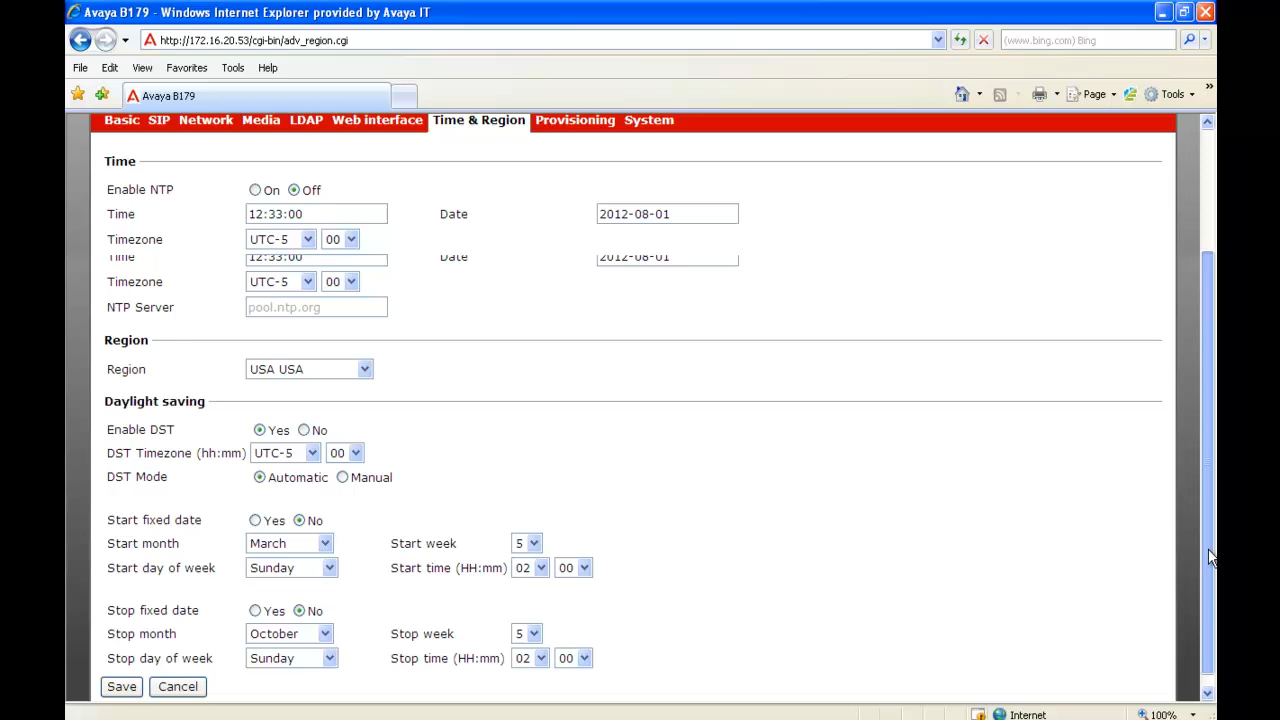 Avaya B179 - Windows Internet Explorer provided by Avaya IT
http://172.16.20.53/cgi-bin/adv_region.cgi (www.bing.com) Bing
File Edit View Favorites Tools Help
Avaya B179 Page Tools »
Basic SIP Network Media LDAP Web interface Time & Region Provisioning System
Time
Enable NTP On Off
Time 12:33:00 Date 2012-08-01
Timezone UTC-5 00
Time 12:33:00 Date 2012-08-01
Timezone UTC-5 00
NTP Server pool.ntp.org
Region
Region USA USA
Daylight saving
Enable DST Yes No
DST Timezone (hh:mm) UTC-5 00
DST Mode Automatic Manual
Start fixed date Yes No
Start month March Start week 5
Start day of week Sunday Start time (HH:mm) 02 00
Stop fixed date Yes No
Stop month October Stop week 5
Stop day of week Sunday Stop time (HH:mm) 02 00
Save Cancel
Internet 100%